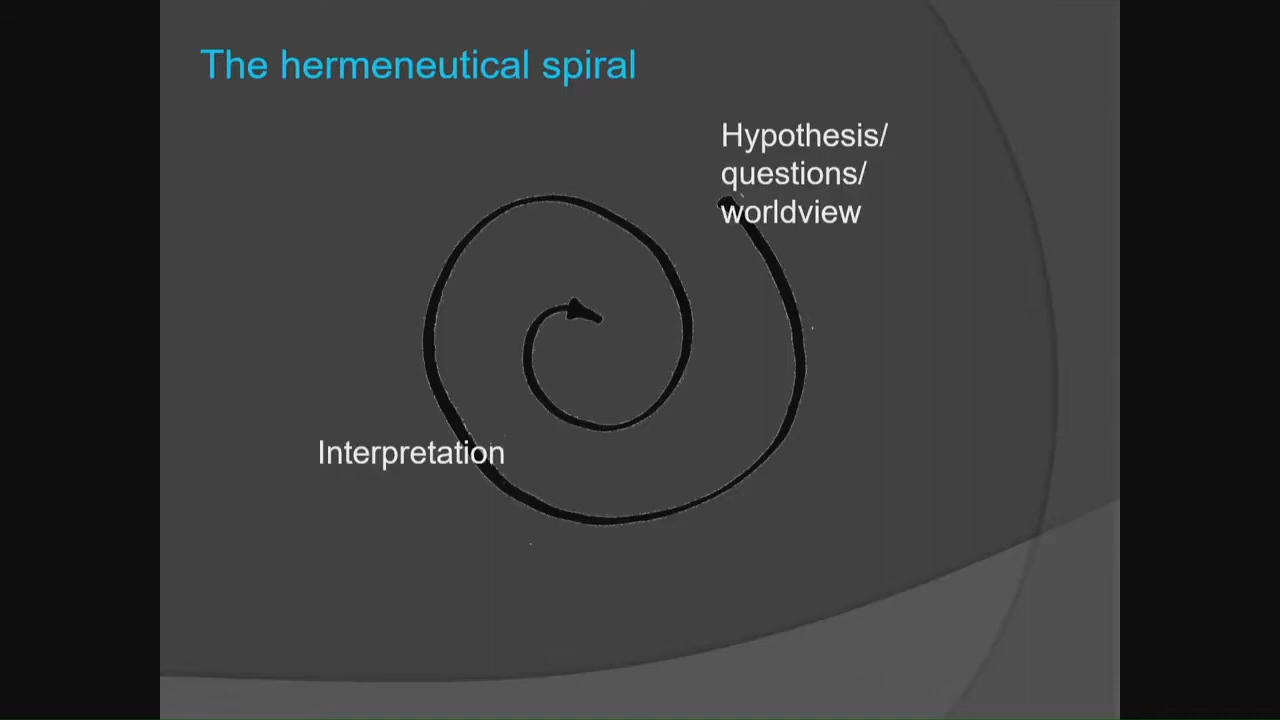 The hermeneutical spiral
Hypothesis/
questions/
worldview
Interpretation